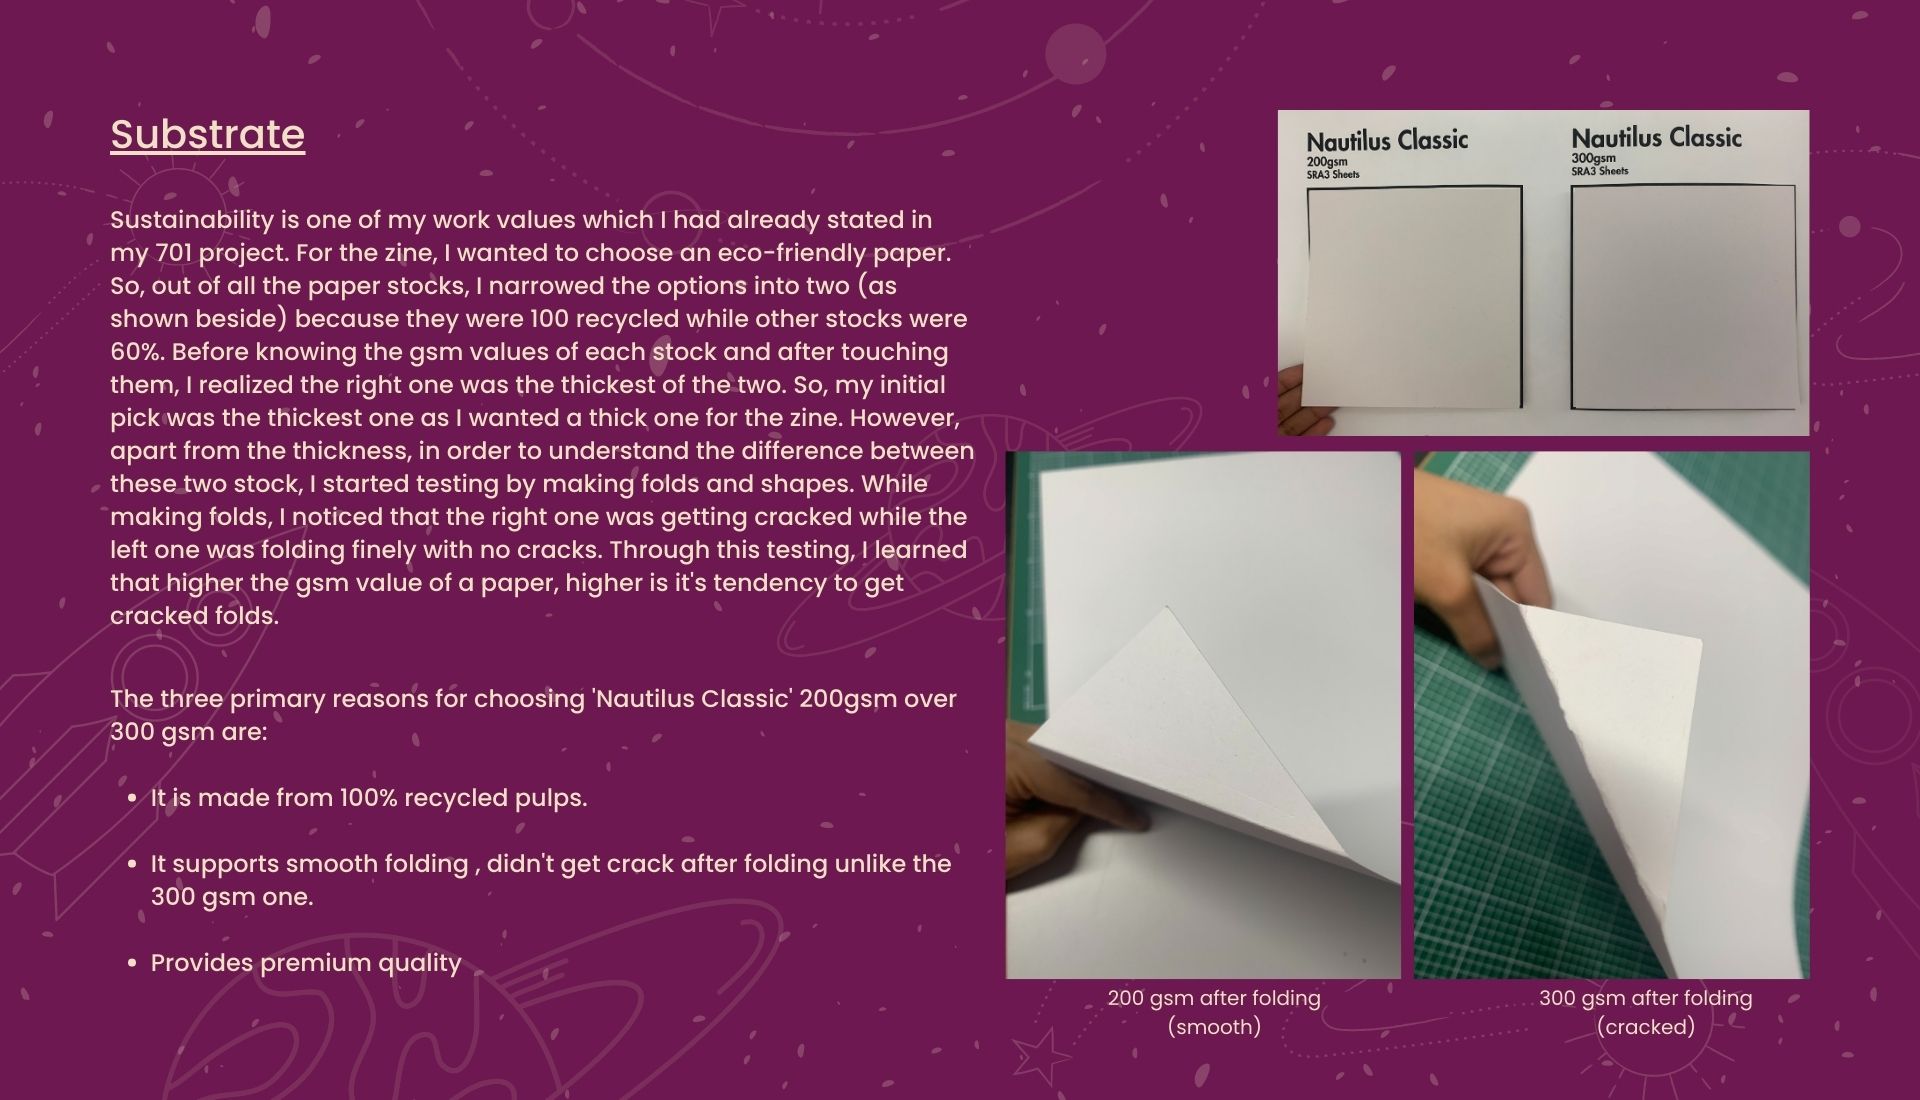 Substrate
Sustainability is one of my work values which I had already stated in
my 701 project. For the zine, I wanted to choose an eco-friendly paper.
So, out of all the paper stocks, I narrowed the options into two (as
shown beside) because they were 100 recycled while other stocks were
60%. Before knowing the gsm values of each stock and after touching
them, I realized the right one was the thickest of the two. So, my initial
pick was the thickest one as I wanted a thick one for the zine. However,
apart from the thickness, in order to understand the difference between
these two stock, I started testing by making folds and shapes. While
making folds, I noticed that the right one was getting cracked while the
left one was folding finely with no cracks. Through this testing, I learned
that higher the gsm value of a paper, higher is it's tendency to get
cracked folds.
The three primary reasons for choosing 'Nautilus Classic' 200gsm over
300 gsm are:
• It is made from 100% recycled pulps.
• It supports smooth folding , didn't get crack after folding unlike the
300 gsm one.
• Provides premium quality
Nautilus Classic
200gsm
SRA3 Sheets
Nautilus Classic
300gsm
SRA3 Sheets
200 gsm after folding
(smooth)
300 gsm after folding
(cracked)